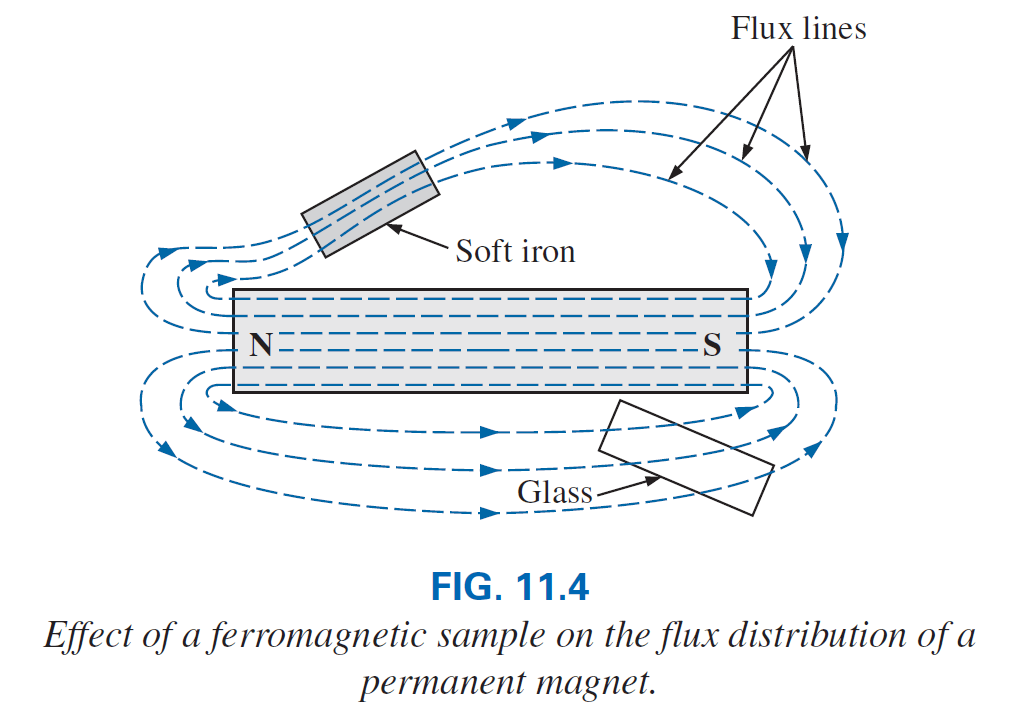 Flux lines
Soft iron
N
S
Glass
FIG. 11.4
Effect of a ferromagnetic sample on the flux distribution of a
permanent magnet.